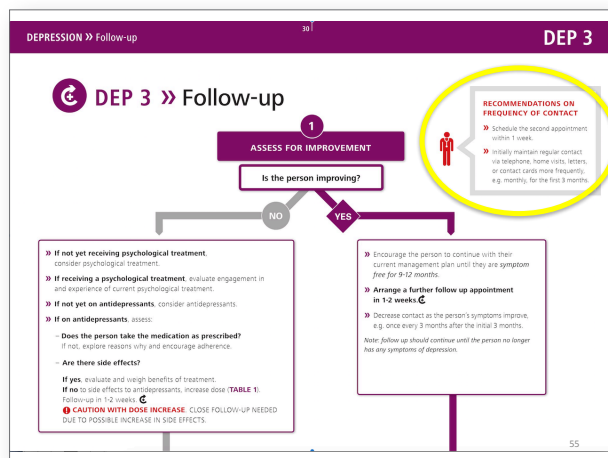 30
DEPRESSION » Follow-up
DEP 3
DEP 3 » Follow-up
1
ASSESS FOR IMPROVEMENT
Is the person improving?
RECOMMENDATIONS ON
FREQUENCY OF CONTACT
» Schedule the second appointment
within 1 week.
» Initially maintain regular contact
via telephone, home visits, letters,
or contact cards more frequently,
e.g. monthly, for the first 3 months.
NO
YES
» If not yet receiving psychological treatment,
consider psychological treatment.
» If receiving a psychological treatment, evaluate engagement in
and experience of current psychological treatment.
» If not yet on antidepressants, consider antidepressants.
» If on antidepressants, assess:
– Does the person take the medication as prescribed?
If not, explore reasons why and encourage adherence.
– Are there side effects?
If yes, evaluate and weigh benefits of treatment.
If no to side effects to antidepressants, increase dose (TABLE 1).
Follow-up in 1-2 weeks.
CAUTION WITH DOSE INCREASE. CLOSE FOLLOW-UP NEEDED
DUE TO POSSIBLE INCREASE IN SIDE EFFECTS.
» Encourage the person to continue with their
current management plan until they are symptom
free for 9-12 months.
» Arrange a further follow up appointment
in 1-2 weeks.
» Decrease contact as the person's symptoms improve,
e.g. once every 3 months after the initial 3 months.
Note: follow up should continue until the person no longer
has any symptoms of depression.
55